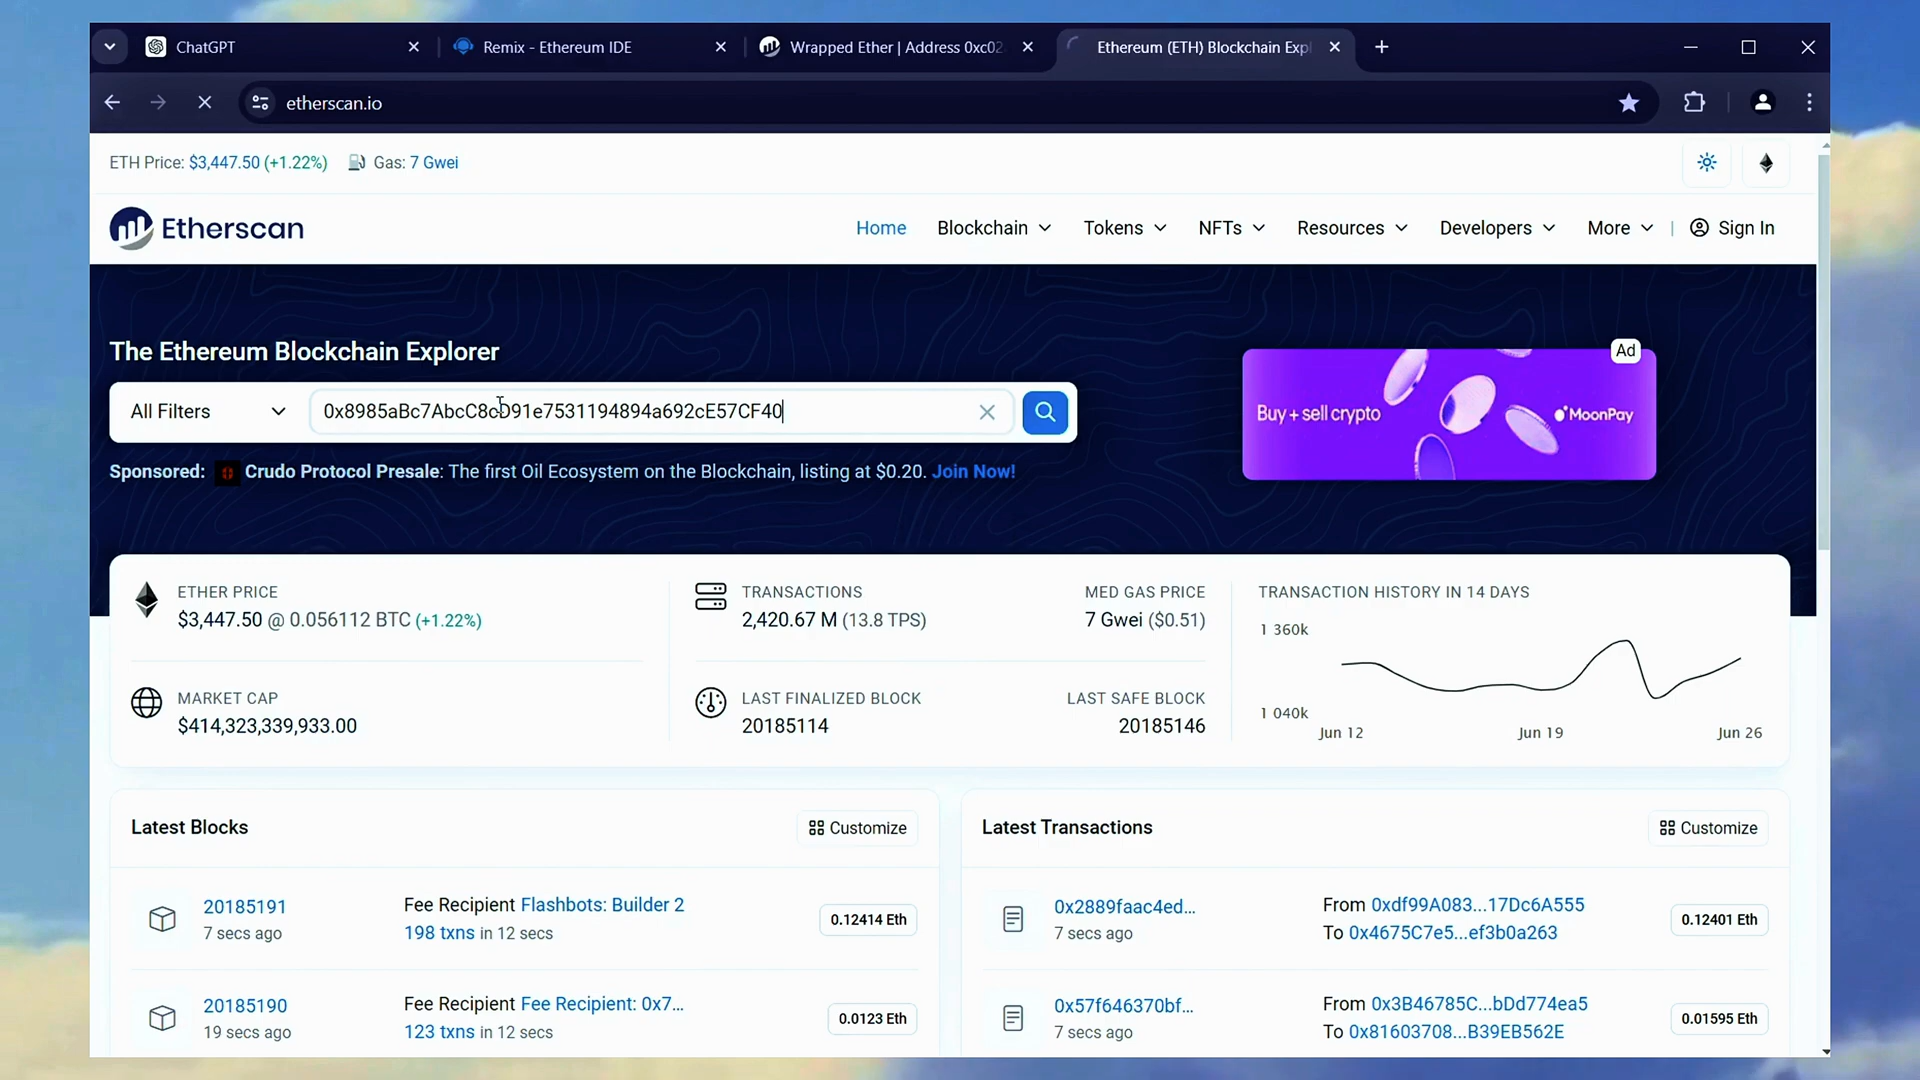 ChatGPT
Remix - Ethereum IDE
Wrapped Ether | Address 0xc02
Ethereum (ETH) Blockchain Expl
etherscan.io
ETH Price: $3,447.50 (+1.22%)
Gas: 7 Gwei
Etherscan
Home
Blockchain
Tokens
NFTs
Resources
Developers
More
|
Sign In
The Ethereum Blockchain Explorer
Ad
All Filters
Buy + sell crypto
MoonPay
Sponsored: Crudo Protocol Presale: The first Oil Ecosystem on the Blockchain, listing at $0.20. Join Now!
ETHER PRICE
$3,447.50 @ 0.056112 BTC (+1.22%)
TRANSACTIONS
2,420.67 M (13.8 TPS)
MED GAS PRICE
7 Gwei ($0.51)
TRANSACTION HISTORY IN 14 DAYS
1 360k
1 040k
Jun 12
Jun 19
Jun 26
MARKET CAP
$414,323,339,933.00
LAST FINALIZED BLOCK
20185114
LAST SAFE BLOCK
20185146
Latest Blocks
Customize
Latest Transactions
Customize
20185191
7 secs ago
Fee Recipient Flashbots: Builder 2
198 txns in 12 secs
0.12414 Eth
0x2889faac4ed...
7 secs ago
From 0xdf99A083...17Dc6A555
To 0x4675C7e5...ef3b0a263
0.12401 Eth
20185190
19 secs ago
Fee Recipient Fee Recipient: 0x7...
123 txns in 12 secs
0.0123 Eth
0x57f646370bf...
7 secs ago
From 0x3B46785C...bDd774ea5
To 0x81603708...B39EB562E
0.01595 Eth